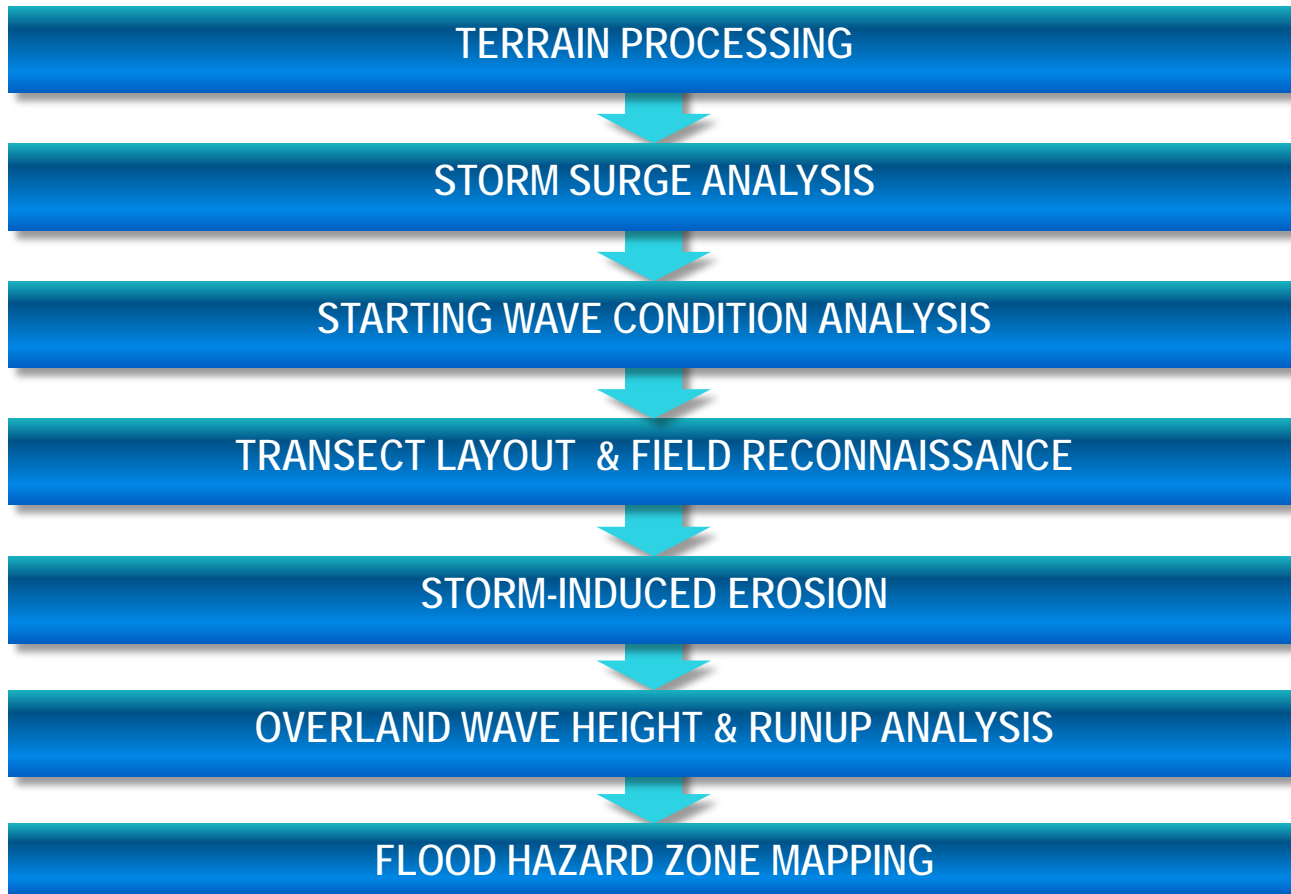 TERRAIN PROCESSING
STORM SURGE ANALYSIS
STARTING WAVE CONDITION ANALYSIS
TRANSECT LAYOUT & FIELD RECONNAISSANCE
STORM-INDUCED EROSION
OVERLAND WAVE HEIGHT & RUNUP ANALYSIS
FLOOD HAZARD ZONE MAPPING